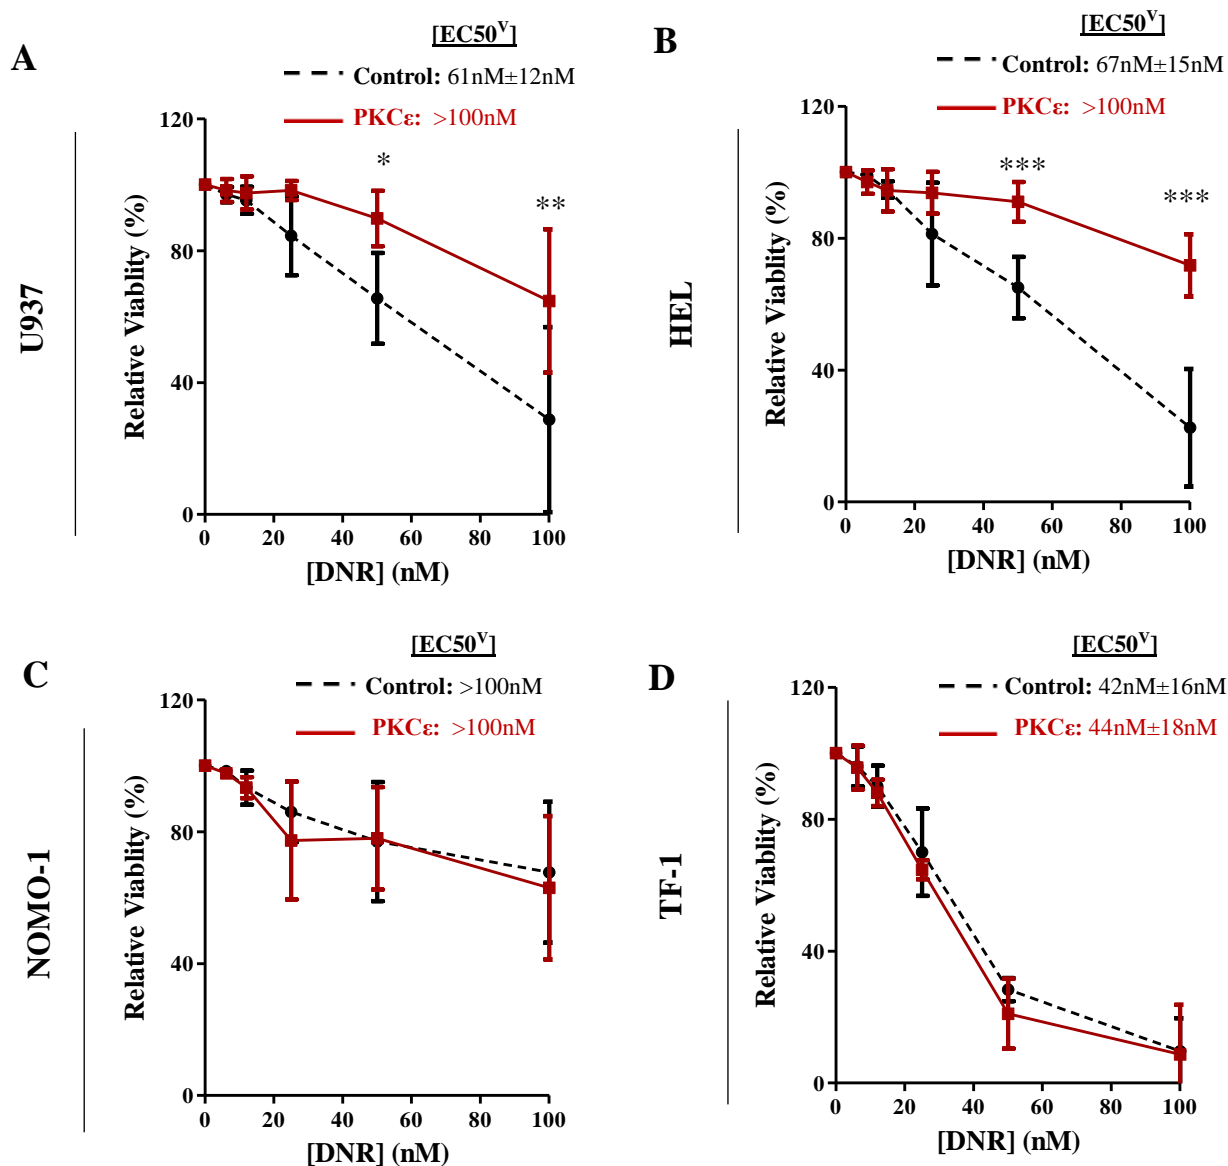 A
[EC50ⱽ]
Control: 61nM±12nM
PKCε: >100nM
U937
Relative Viablity (%)
120
80
40
0
*
**
0 20 40 60 80 100
[DNR] (nM)
B
[EC50ⱽ]
Control: 67nM±15nM
PKCε: >100nM
HEL
Relative Viablity (%)
120
80
40
0
***
***
0 20 40 60 80 100
[DNR] (nM)
C
[EC50ⱽ]
Control: >100nM
PKCε: >100nM
NOMO-1
Relative Viablity (%)
120
80
40
0
0 20 40 60 80 100
[DNR] (nM)
D
[EC50ⱽ]
Control: 42nM±16nM
PKCε: 44nM±18nM
TF-1
Relative Viablity (%)
120
80
40
0
0 20 40 60 80 100
[DNR] (nM)